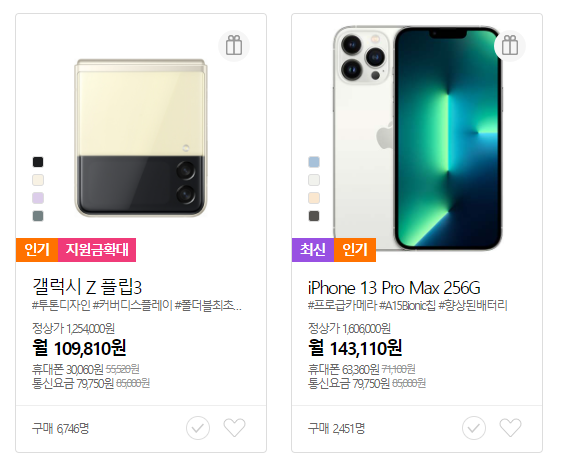 인기 지원금확대
갤럭시 Z 플립3
#투톤디자인 #커버디스플레이 #폴더블최초...
정상가 1,254,000원
월 109,810원
휴대폰 30,060원 55,520원
통신요금 79,750원 85,000원
구매 6,746명
최신 인기
iPhone 13 Pro Max 256G
#프로급카메라 #A15Bionic칩 #향상된배터리
정상가 1,606,000원
월 143,110원
휴대폰 63,360원 71,100원
통신요금 79,750원 85,000원
구매 2,451명